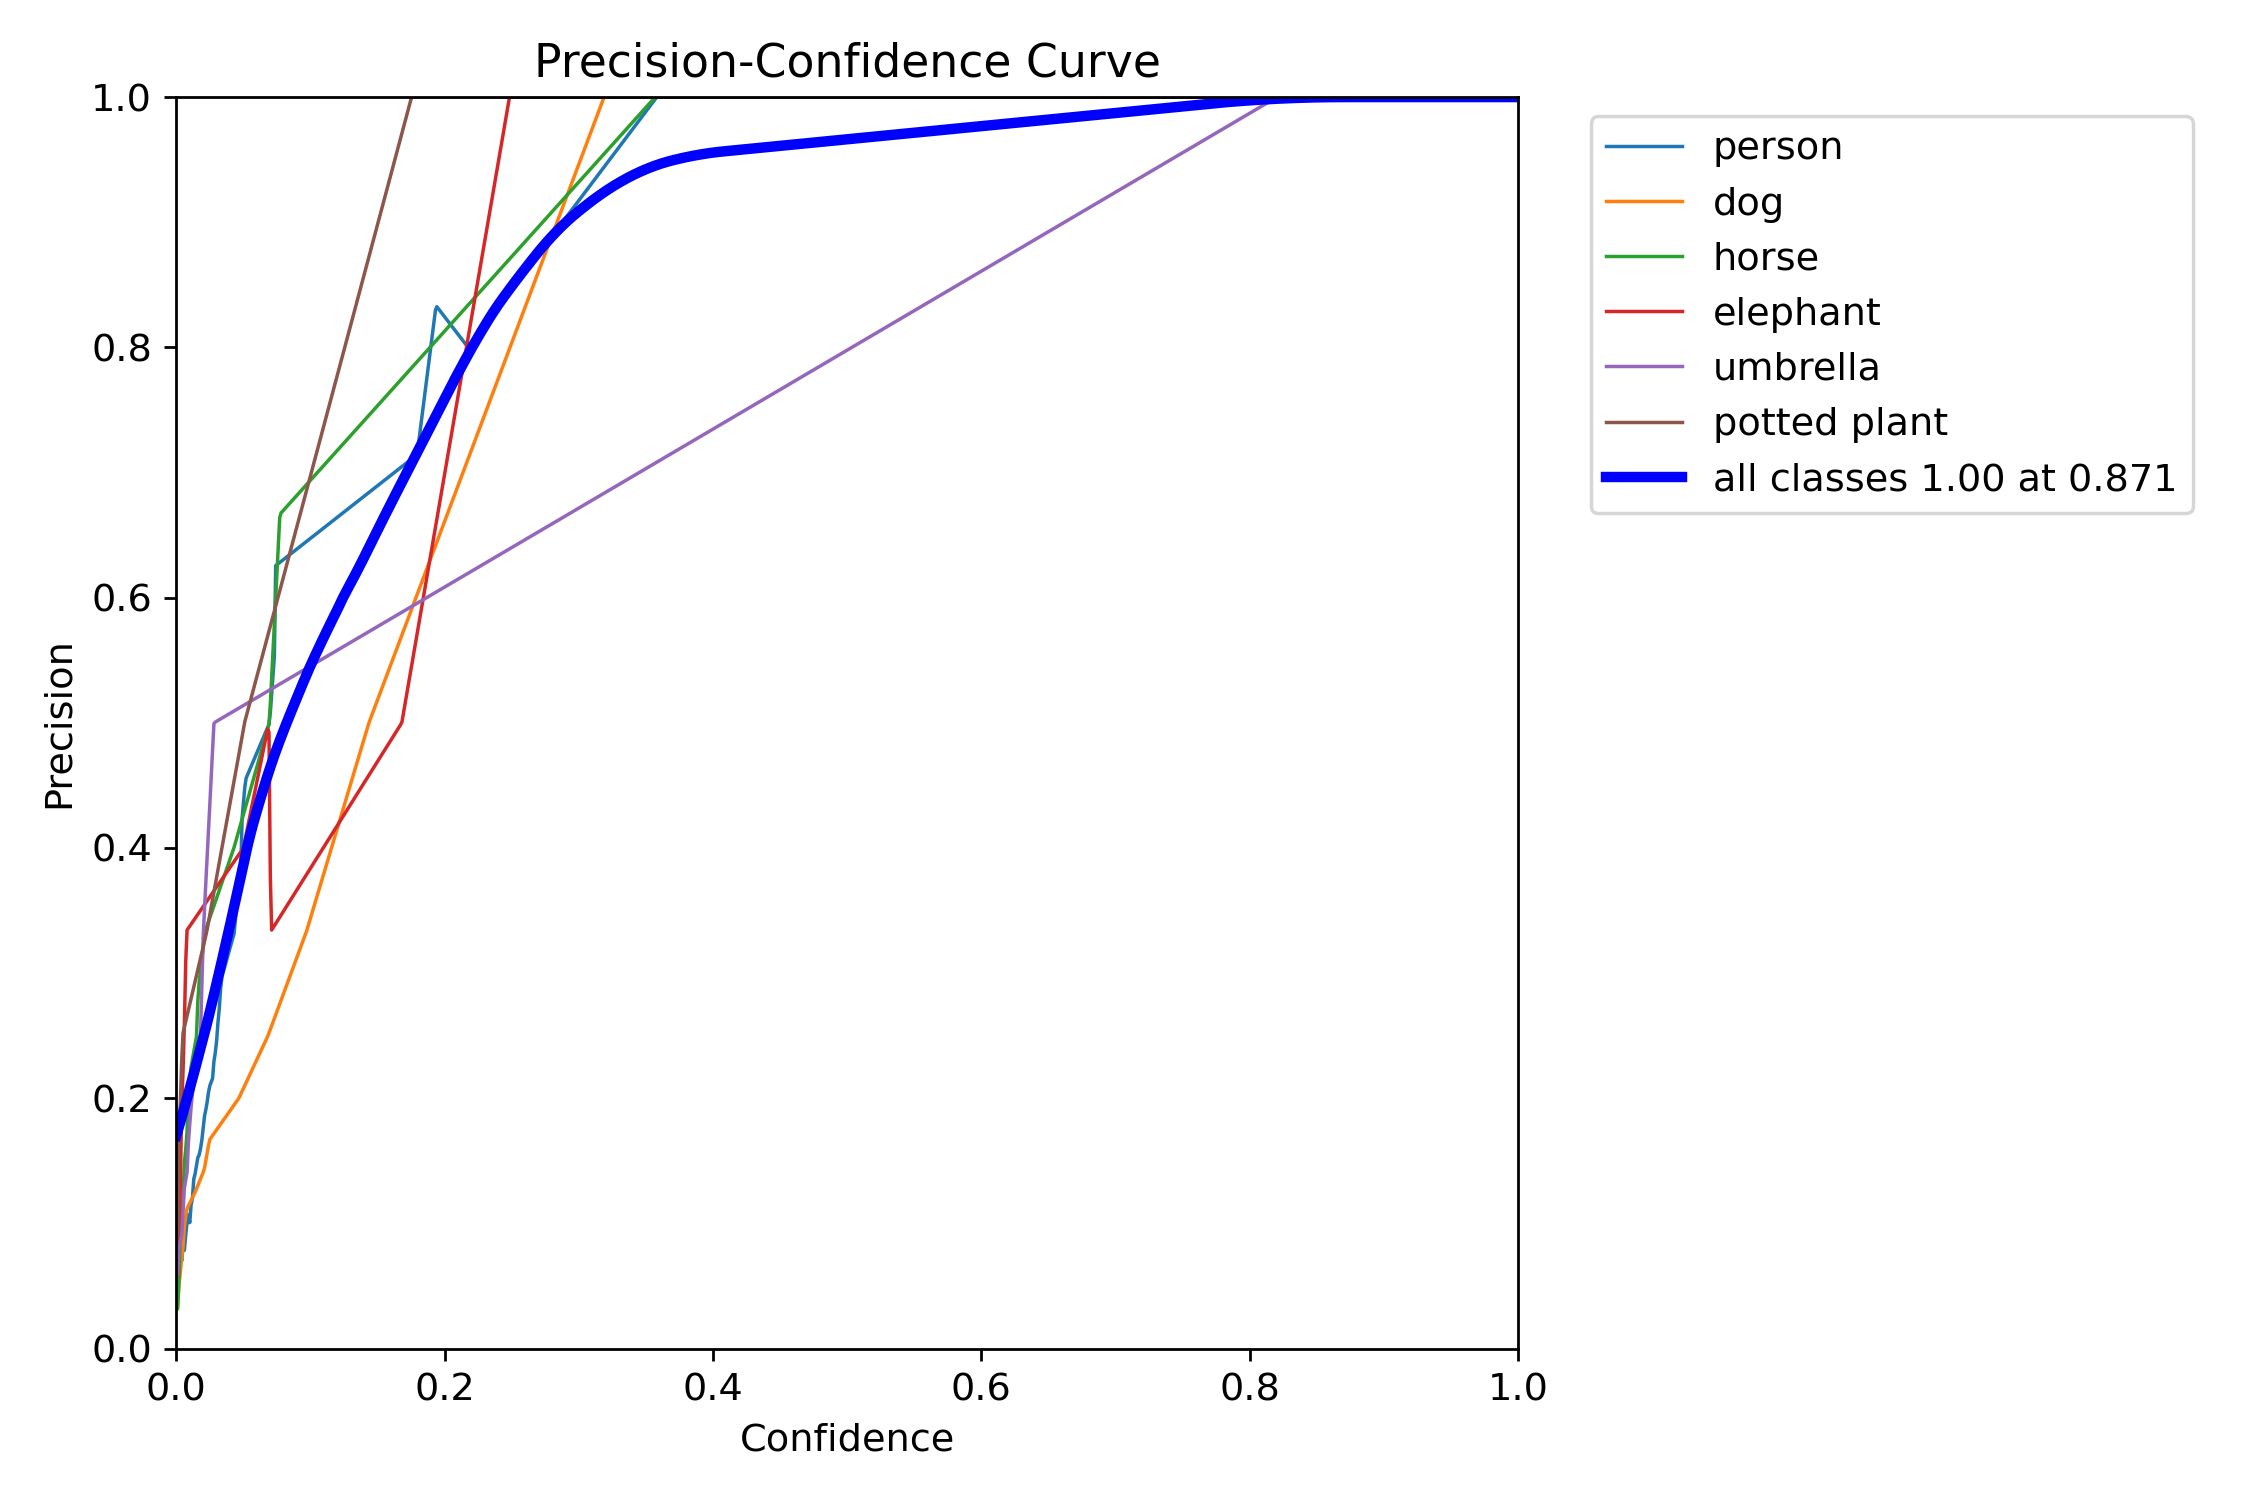 Precision-Confidence Curve
1.0
0.8
0.6
0.4
0.2
0.0
Precision
0.0 0.2 0.4 0.6 0.8 1.0
Confidence
person
dog
horse
elephant
umbrella
potted plant
all classes 1.00 at 0.871